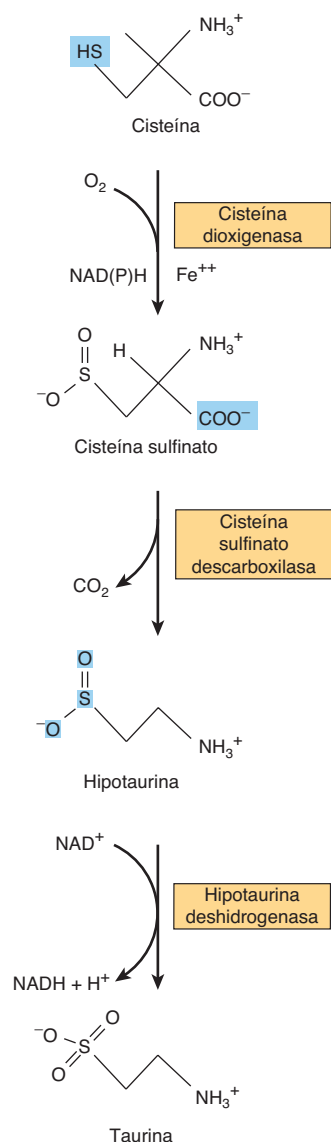 HS
NH₃⁺
COO⁻
Cisteína
O₂
Cisteína
dioxigenasa
NAD(P)H
Fe⁺⁺
O
S
⁻O
H
NH₃⁺
COO⁻
Cisteína sulfinato
Cisteína
sulfinato
descarboxilasa
CO₂
O
S
⁻O
NH₃⁺
Hipotaurina
NAD⁺
Hipotaurina
deshidrogenasa
NADH + H⁺
⁻O
O
S
O
NH₃⁺
Taurina